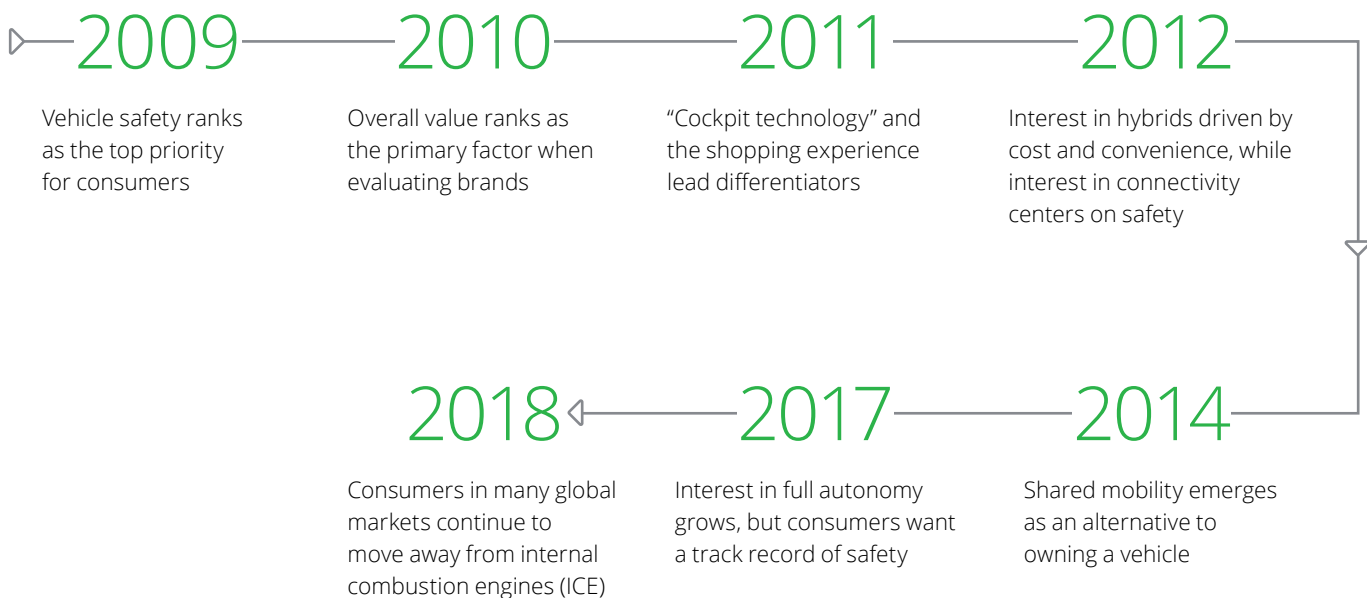 2009
Vehicle safety ranks
as the top priority
for consumers
2010
Overall value ranks as
the primary factor when
evaluating brands
2011
“Cockpit technology” and
the shopping experience
lead differentiators
2012
Interest in hybrids driven by
cost and convenience, while
interest in connectivity
centers on safety
2014
Shared mobility emerges
as an alternative to
owning a vehicle
2017
Interest in full autonomy
grows, but consumers want
a track record of safety
2018
Consumers in many global
markets continue to
move away from internal
combustion engines (ICE)